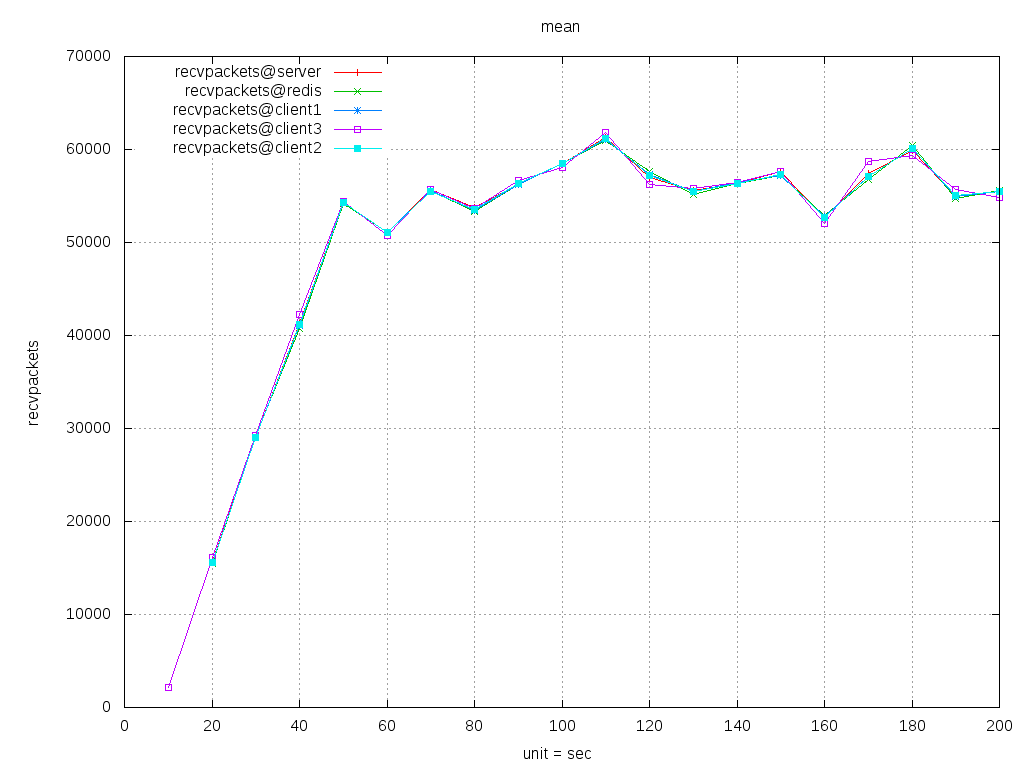 mean
70000
60000
50000
40000
30000
20000
10000
0
recvpackets@server
recvpackets@redis
recvpackets@client1
recvpackets@client3
recvpackets@client2
recvpackets
0 20 40 60 80 100 120 140 160 180 200
unit = sec